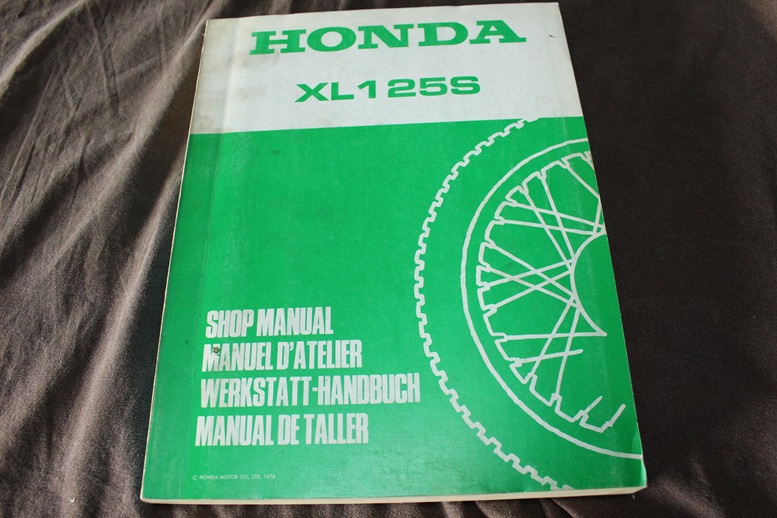 HONDA
XL125S
SHOP MANUAL
MANUEL D'ATELIER
WERKSTATT-HANDBUCH
MANUAL DE TALLER
© HONDA MOTOR CO., LTD. 1978